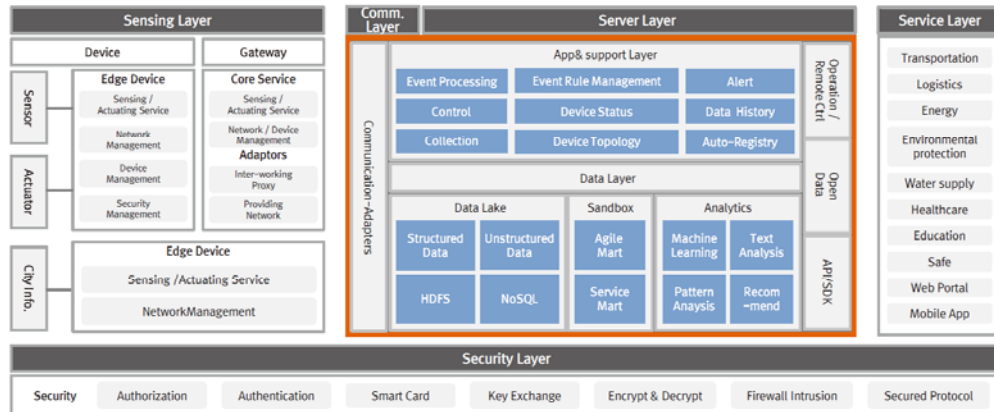 Sensing Layer
Device
Gateway
Sensor
Actuator
City Info.
Edge Device
Sensing /
Actuating Service
Network
Management
Device
Management
Security
Management
Core Service
Sensing /
Actuating Service
Network / Device
Management
Adaptors
Inter-working
Proxy
Providing
Network
Edge Device
Sensing /Actuating Service
NetworkManagement
Comm.
Layer
Server Layer
Communication-Adapters
App& support Layer
Event Processing
Event Rule Management
Alert
Control
Device Status
Data History
Collection
Device Topology
Auto-Registry
Data Layer
Data Lake
Structured
Data
Unstructured
Data
HDFS
NoSQL
Sandbox
Agile
Mart
Service
Mart
Analytics
Machine
Learning
Text
Analysis
Pattern
Anaysis
Recom
-mend
Operation /
Remote Ctrl
Open
Data
API/SDK
Service Layer
Transportation
Logistics
Energy
Environmental
protection
Water supply
Healthcare
Education
Safe
Web Portal
Mobile App
Security Layer
Security
Authorization
Authentication
Smart Card
Key Exchange
Encrypt & Decrypt
Firewall Intrusion
Secured Protocol